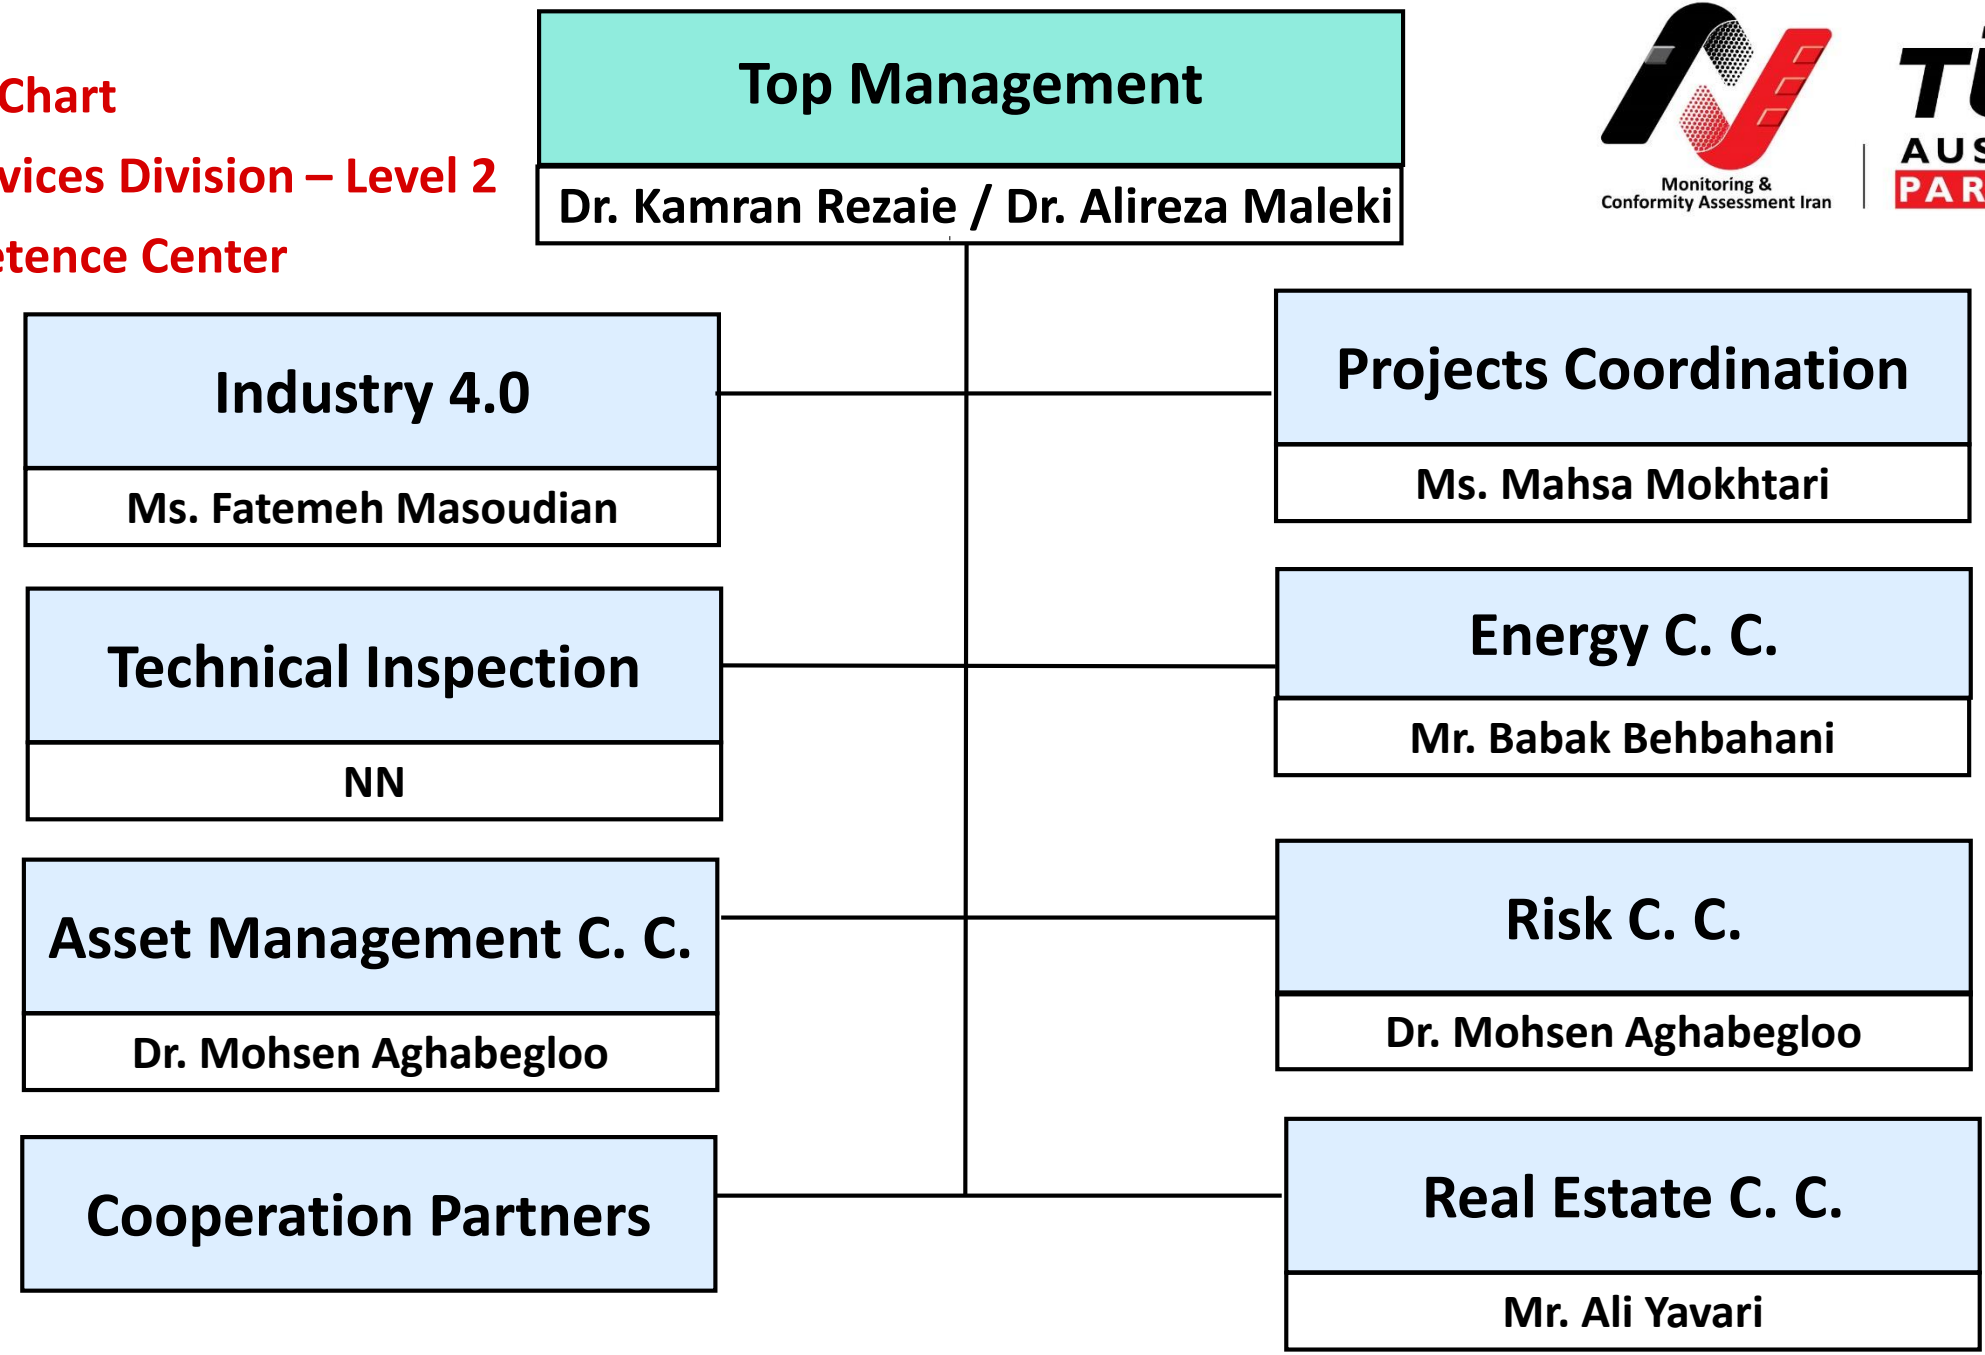 Chart
vices Division – Level 2
etence Center
Top Management
Dr. Kamran Rezaie / Dr. Alireza Maleki
Monitoring &
Conformity Assessment Iran
TÜ
AUS
PAR
Industry 4.0
Ms. Fatemeh Masoudian
Projects Coordination
Ms. Mahsa Mokhtari
Technical Inspection
NN
Energy C. C.
Mr. Babak Behbahani
Asset Management C. C.
Dr. Mohsen Aghabegloo
Risk C. C.
Dr. Mohsen Aghabegloo
Cooperation Partners
Real Estate C. C.
Mr. Ali Yavari